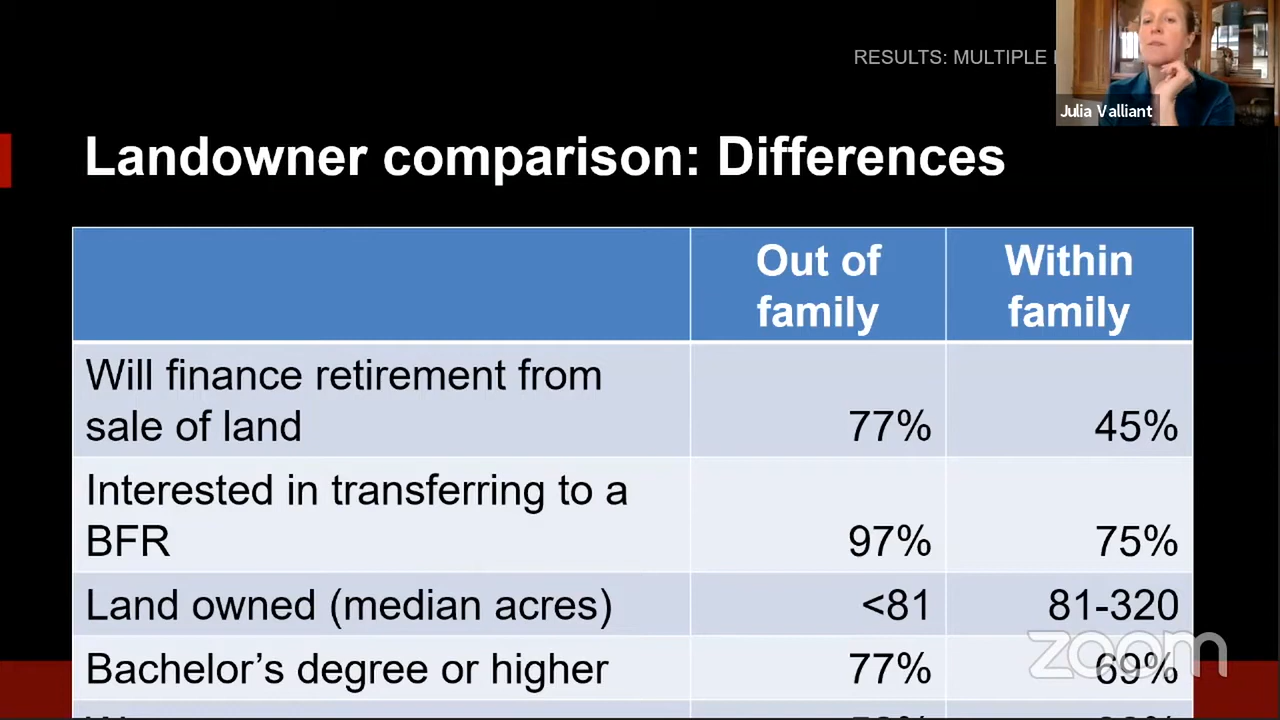 RESULTS: MULTIPLE
Julia Valliant
Landowner comparison: Differences
Out of family
Within family
Will finance retirement from
sale of land 77% 45%
Interested in transferring to a
BFR 97% 75%
Land owned (median acres) <81 81-320
Bachelor's degree or higher 77% 69%
zoom